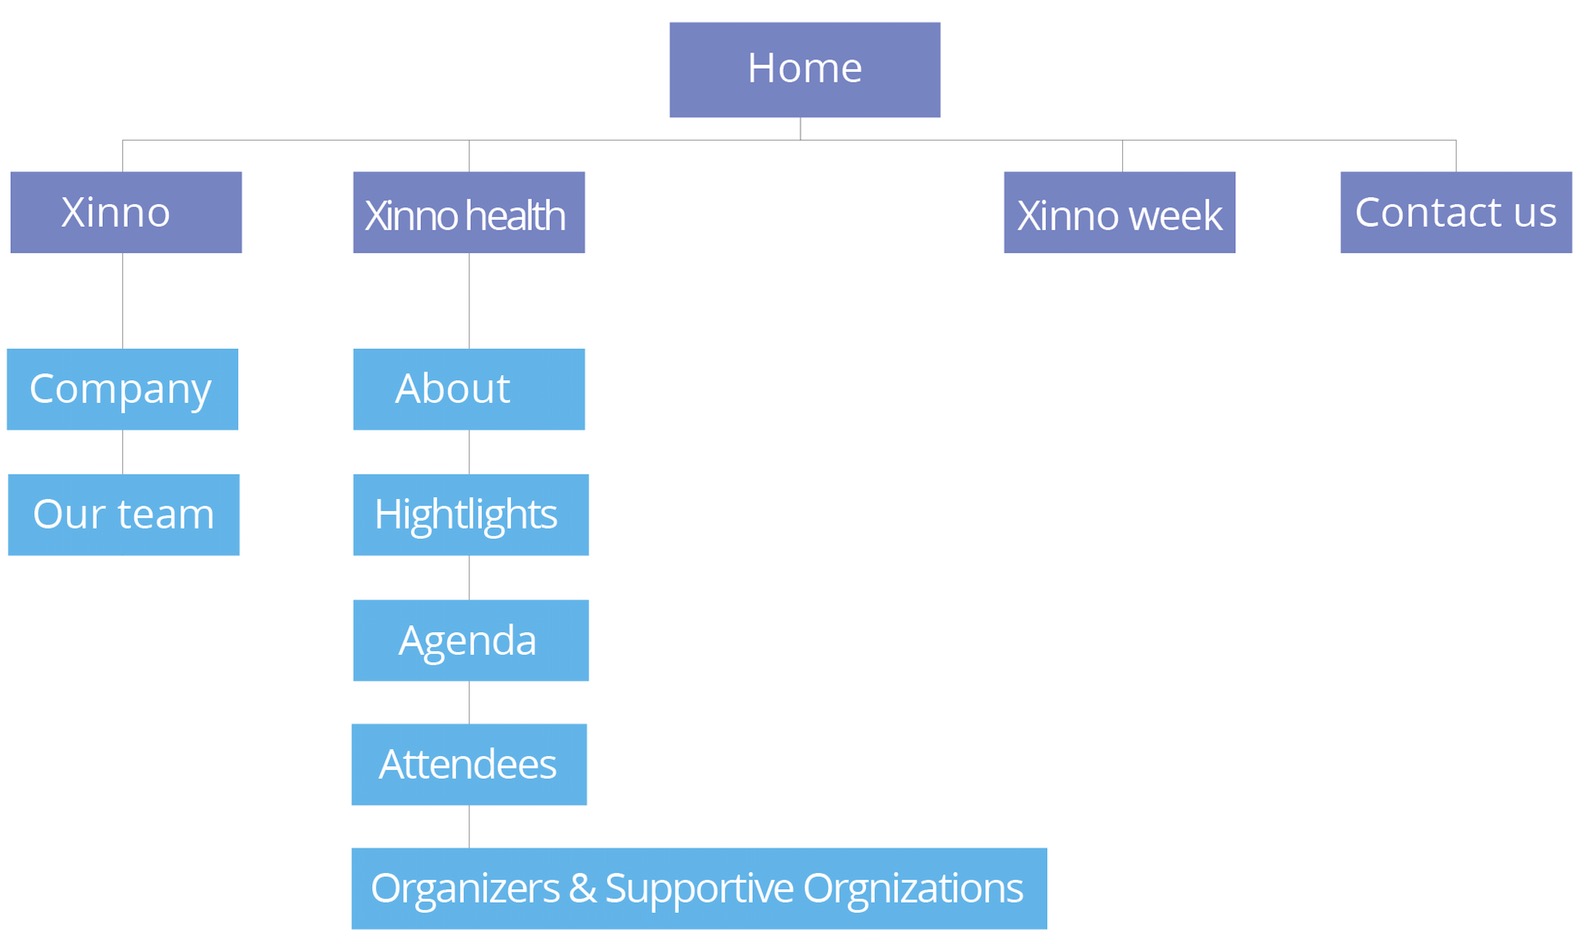 Home
Xinno
Xinno health
Xinno week
Contact us
Company
About
Our team
Hightlights
Agenda
Attendees
Organizers & Supportive Orgnizations